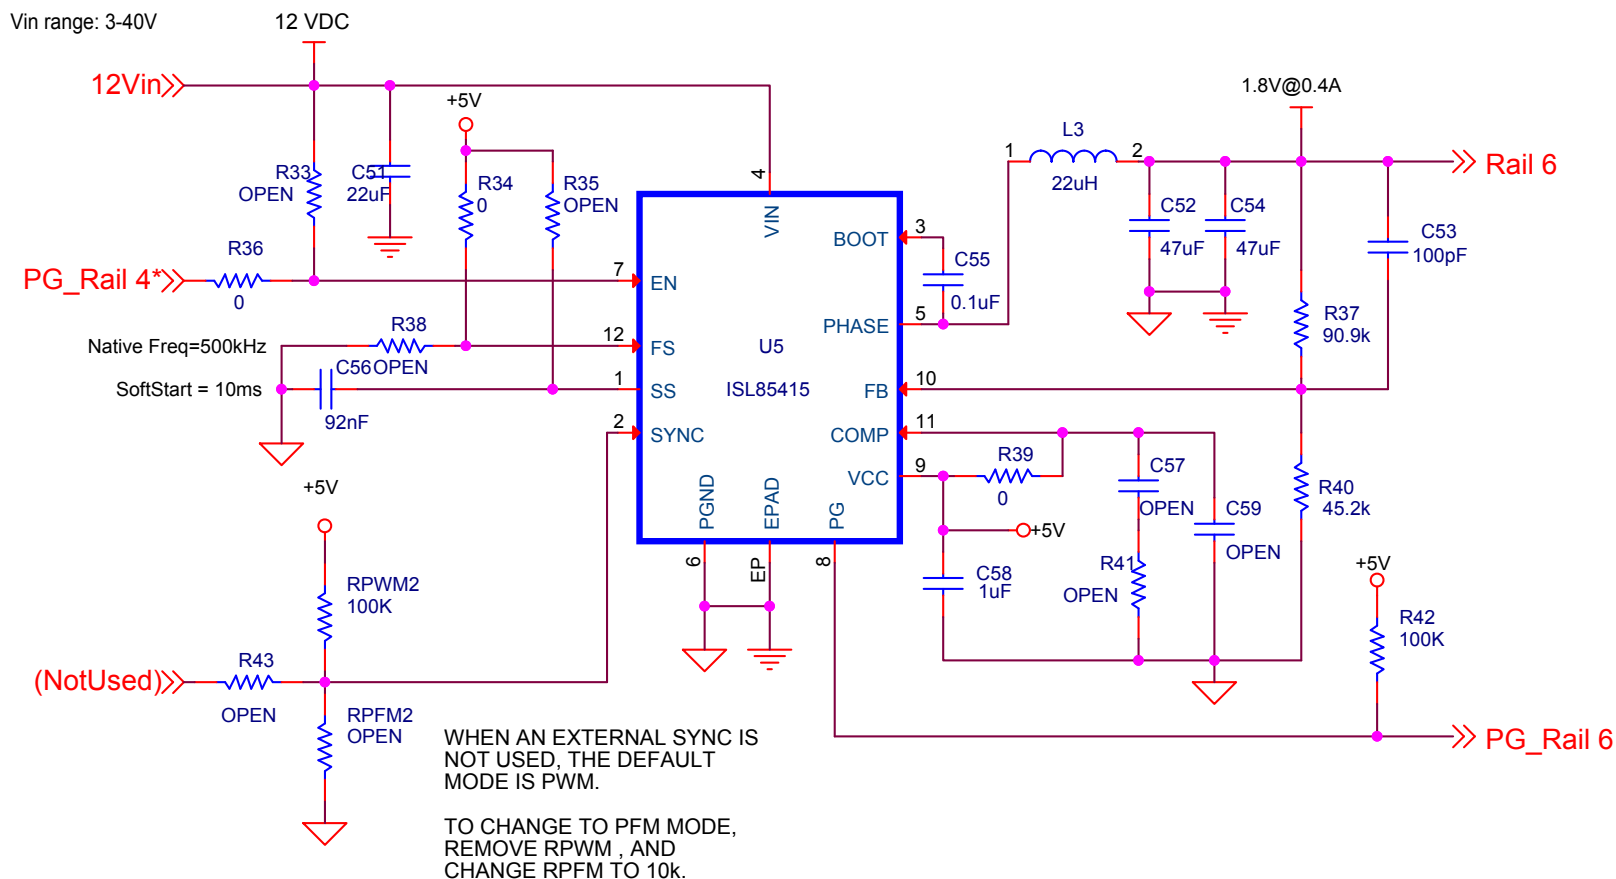 Vin range: 3-40V
12 VDC
12Vin
+5V
1.8V@0.4A
R33
OPEN
C51
22uF
R34
0
R35
OPEN
4
VIN
1
L3
2
22uH
Rail 6
R36
0
PG_Rail 4*
7
EN
BOOT
3
C55
0.1uF
C52
47uF
C54
47uF
C53
100pF
PHASE
5
R37
90.9k
Native Freq=500kHz
R38
OPEN
12
FS
U5
ISL85415
SoftStart = 10ms
C56
92nF
1
SS
FB
10
2
SYNC
COMP
11
VCC
9
R39
0
C57
OPEN
C59
OPEN
R40
45.2k
PGND
EPAD
PG
6
EP
8
+5V
C58
1uF
R41
OPEN
+5V
R42
100K
+5V
RPWM2
100K
(NotUsed)
R43
OPEN
RPFM2
OPEN
PG_Rail 6
WHEN AN EXTERNAL SYNC IS
NOT USED, THE DEFAULT
MODE IS PWM.
TO CHANGE TO PFM MODE,
REMOVE RPWM , AND
CHANGE RPFM TO 10k.